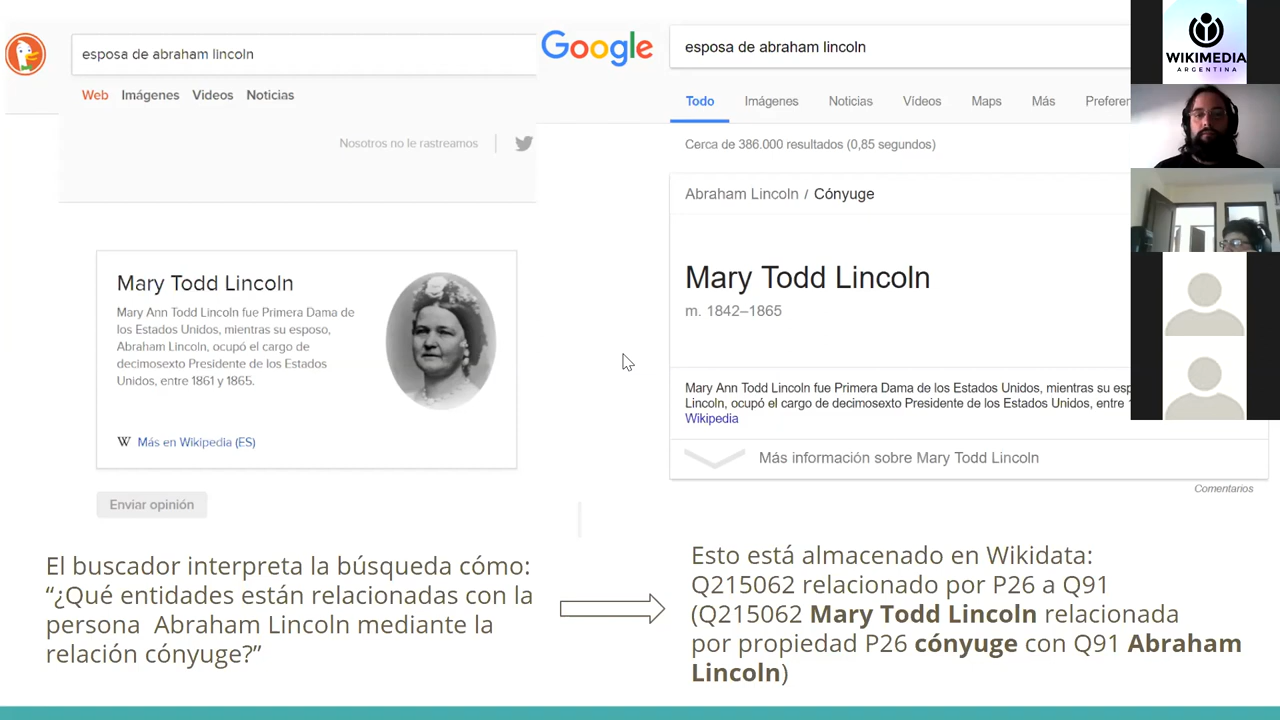 esposa de abraham lincoln
Web Imágenes Videos Noticias
Nosotros no le rastreamos
Mary Todd Lincoln
Mary Ann Todd Lincoln fue Primera Dama de
los Estados Unidos, mientras su esposo,
Abraham Lincoln, ocupó el cargo de
decimosexto Presidente de los Estados
Unidos, entre 1861 y 1865.
W Más en Wikipedia (ES)
Enviar opinión
Google
esposa de abraham lincoln
Todo Imágenes Noticias Vídeos Maps Más Preferen
Cerca de 386.000 resultados (0,85 segundos)
Abraham Lincoln / Cónyuge
Mary Todd Lincoln
m. 1842–1865
Mary Ann Todd Lincoln fue Primera Dama de los Estados Unidos, mientras su esp
Lincoln, ocupó el cargo de decimosexto Presidente de los Estados Unidos, entre
Wikipedia
Más información sobre Mary Todd Lincoln
Comentarios
WIKIMEDIA
ARGENTINA
El buscador interpreta la búsqueda cómo:
“¿Qué entidades están relacionadas con la
persona Abraham Lincoln mediante la
relación cónyuge?”
Esto está almacenado en Wikidata:
Q215062 relacionado por P26 a Q91
(Q215062 Mary Todd Lincoln relacionada
por propiedad P26 cónyuge con Q91 Abraham
Lincoln)